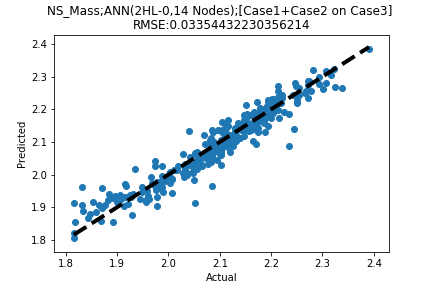 NS_Mass;ANN(2HL-0,14 Nodes);[Case1+Case2 on Case3]
RMSE:0.03354432230356214
2.4
2.3
2.2
2.1
2.0
1.9
1.8
Predicted
1.8 1.9 2.0 2.1 2.2 2.3 2.4
Actual